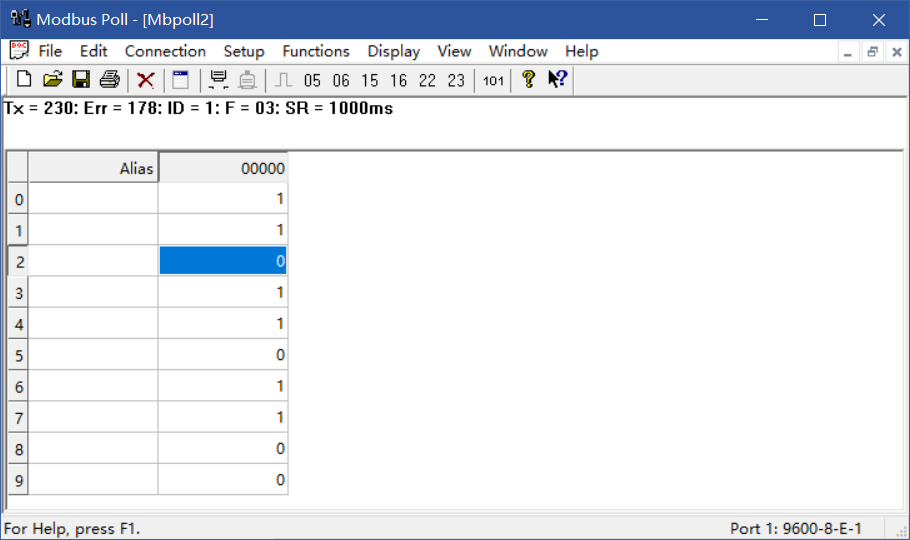 Modbus Poll - [Mbpoll2]
File Edit Connection Setup Functions Display View Window Help
05 06 15 16 22 23 101
Tx = 230: Err = 178: ID = 1: F = 03: SR = 1000ms
Alias 00000
0 1
1 1
2 0
3 1
4 1
5 0
6 1
7 1
8 0
9 0
For Help, press F1. Port 1: 9600-8-E-1